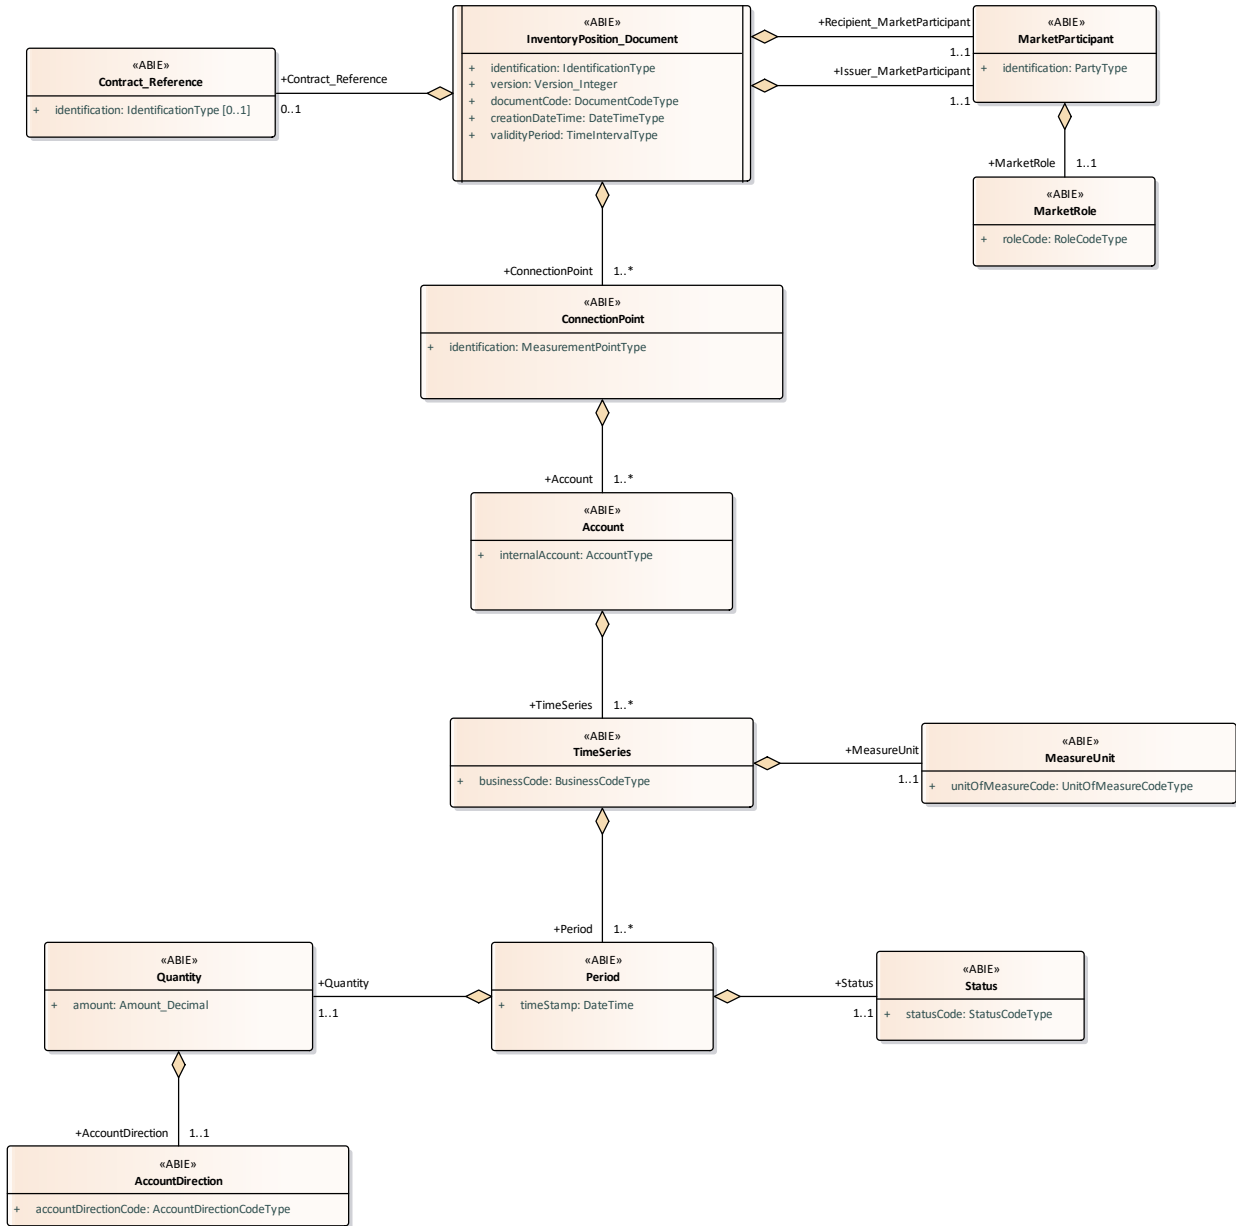 «ABIE»
InventoryPosition_Document
+ identification: IdentificationType
+ version: Version_Integer
+ documentCode: DocumentCodeType
+ creationDateTime: DateTimeType
+ validityPeriod: TimeIntervalType
«ABIE»
Contract_Reference
+ identification: IdentificationType [0..1]
+Contract_Reference
0..1
+Recipient_MarketParticipant
1..1
+Issuer_MarketParticipant
1..1
«ABIE»
MarketParticipant
+ identification: PartyType
+MarketRole 1..1
«ABIE»
MarketRole
+ roleCode: RoleCodeType
+ConnectionPoint 1..*
«ABIE»
ConnectionPoint
+ identification: MeasurementPointType
+Account 1..*
«ABIE»
Account
+ internalAccount: AccountType
+TimeSeries 1..*
«ABIE»
TimeSeries
+ businessCode: BusinessCodeType
+MeasureUnit
1..1
«ABIE»
MeasureUnit
+ unitOfMeasureCode: UnitOfMeasureCodeType
+Period 1..*
«ABIE»
Quantity
+ amount: Amount_Decimal
+Quantity
1..1
«ABIE»
Period
+ timeStamp: DateTime
+Status
1..1
«ABIE»
Status
+ statusCode: StatusCodeType
+AccountDirection 1..1
«ABIE»
AccountDirection
+ accountDirectionCode: AccountDirectionCodeType